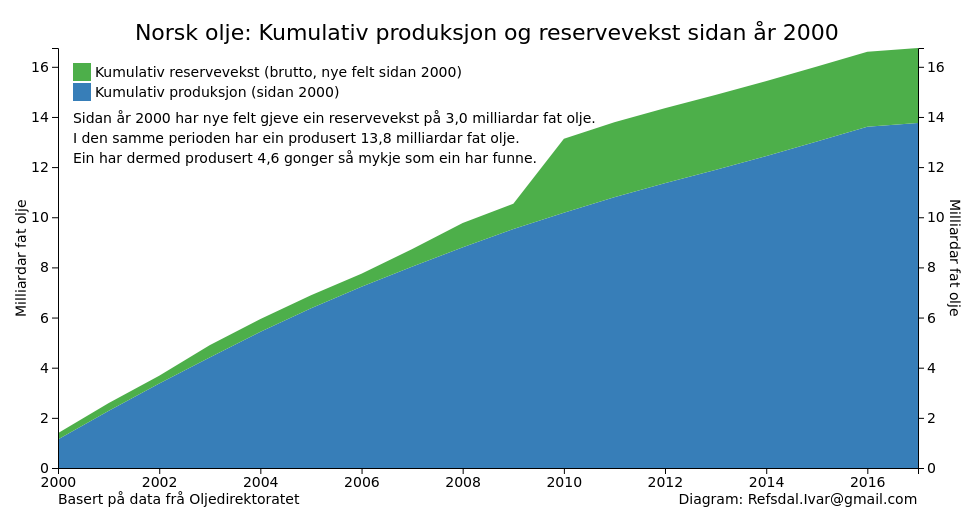 Norsk olje: Kumulativ produksjon og reservevekst sidan år 2000
Kumulativ reservevekst (brutto, nye felt sidan 2000)
Kumulativ produksjon (sidan 2000)
Sidan år 2000 har nye felt gjeve ein reservevekst på 3,0 milliardar fat olje.
I den samme perioden har ein produsert 13,8 milliardar fat olje.
Ein har dermed produsert 4,6 gonger så mykje som ein har funne.
Milliardar fat olje
16
14
12
10
8
6
4
2
0
16
14
12
10
8
6
4
2
0
Milliardar fat olje
2000 2002 2004 2006 2008 2010 2012 2014 2016
Basert på data frå Oljedirektoratet
Diagram: Refsdal.Ivar@gmail.com